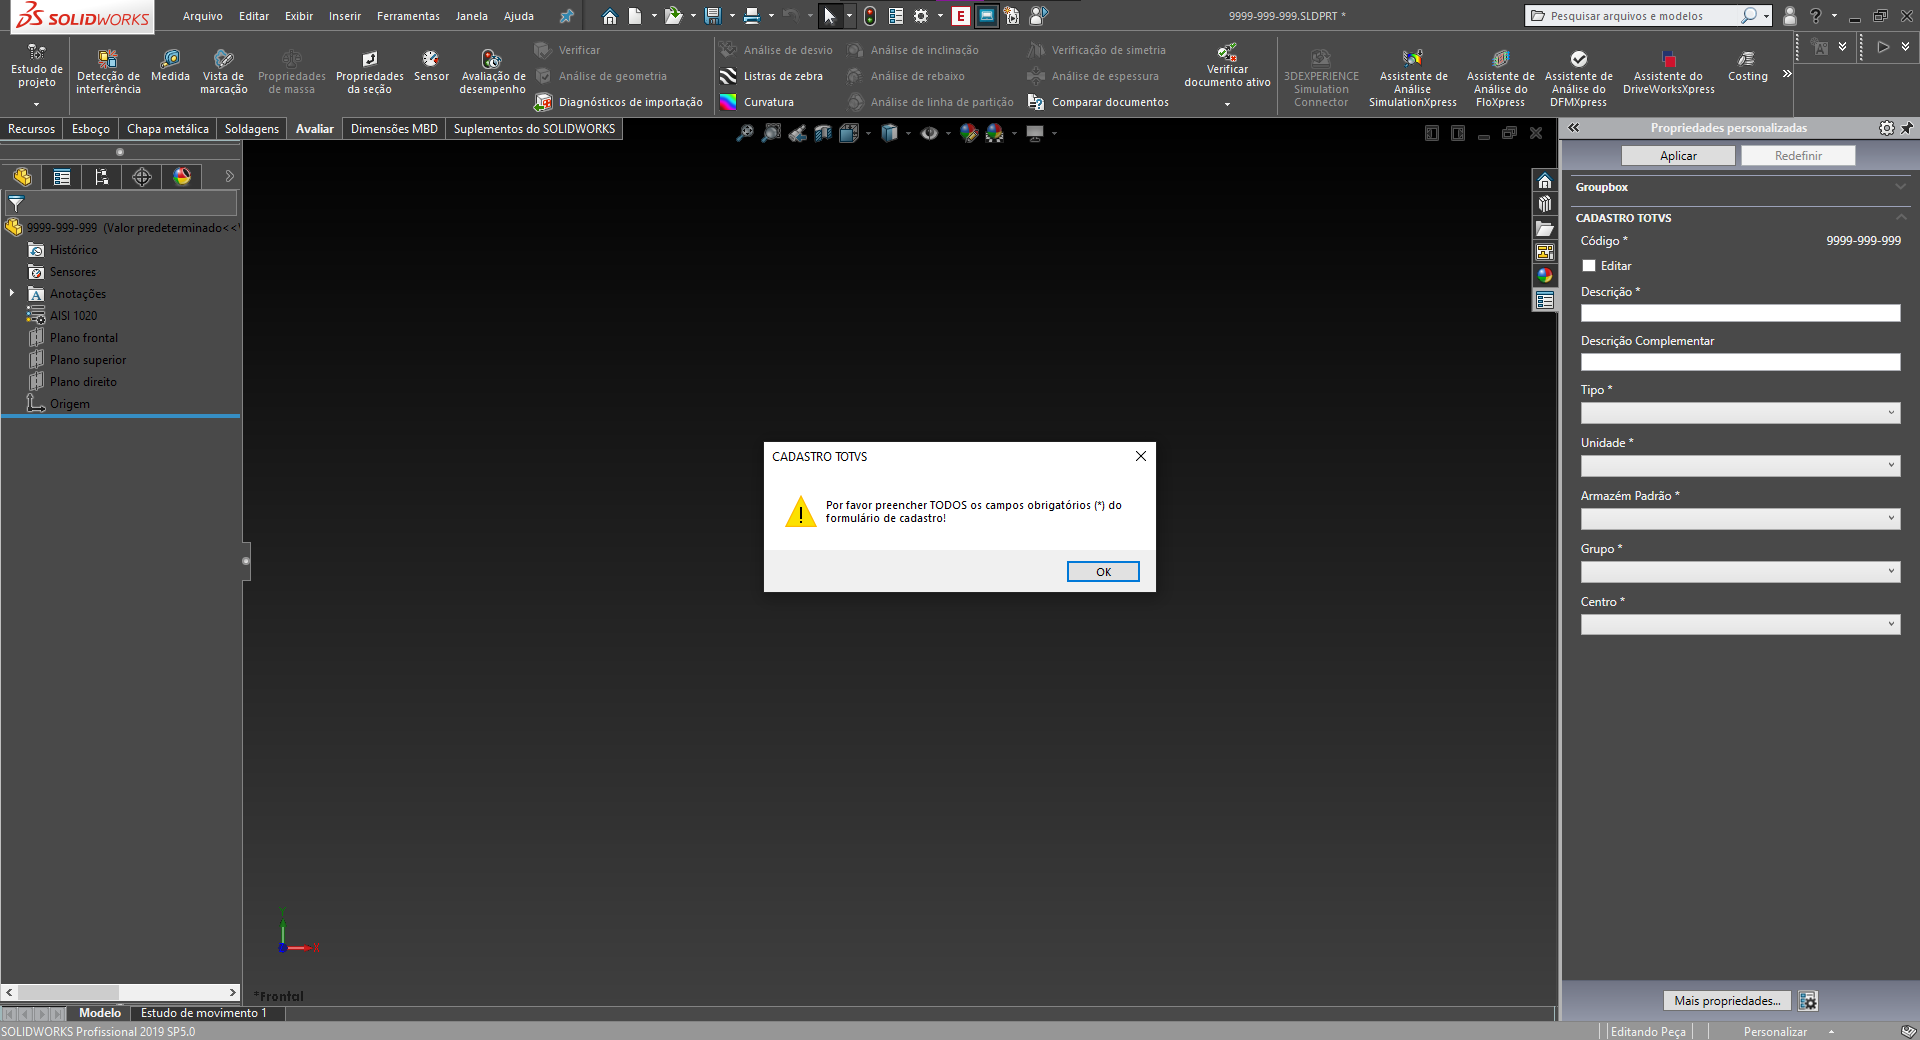 SOLIDWORKS
Arquivo Editar Exibir Inserir Ferramentas Janela Ajuda
E
9999-999-999.SLDPRT *
Pesquisar arquivos e modelos
?
Estudo de projeto
Detecção de interferência
Medida
Vista de marcação
Propriedades de massa
Propriedades da seção
Sensor
Avaliação de desempenho
Verificar
Análise de geometria
Diagnósticos de importação
Análise de desvio
Listras de zebra
Curvatura
Análise de inclinação
Análise de rebaixo
Análise de linha de partição
Verificação de simetria
Análise de espessura
Comparar documentos
Verificar documento ativo
3DEXPERIENCE Simulation Connector
Assistente de Análise SimulationXpress
Assistente de Análise do FloXpress
Assistente de Análise do DFMXpress
Assistente do DriveWorksXpress
Costing
Recursos Esboço Chapa metálica Soldagens Avaliar Dimensões MBD Suplementos do SOLIDWORKS
9999-999-999 (Valor predeterminado<<
Histórico
Sensores
Anotações
AISI 1020
Plano frontal
Plano superior
Plano direito
Origem
CADASTRO TOTVS
Por favor preencher TODOS os campos obrigatórios (*) do
formulário de cadastro!
OK
Y
X
*Frontal
Propriedades personalizadas
Aplicar Redefinir
Groupbox
CADASTRO TOTVS
Código * 9999-999-999
Editar
Descrição *
Descrição Complementar
Tipo *
Unidade *
Armazém Padrão *
Grupo *
Centro *
Mais propriedades...
Modelo Estudo de movimento 1
SOLIDWORKS Profissional 2019 SP5.0
Editando Peça Personalizar